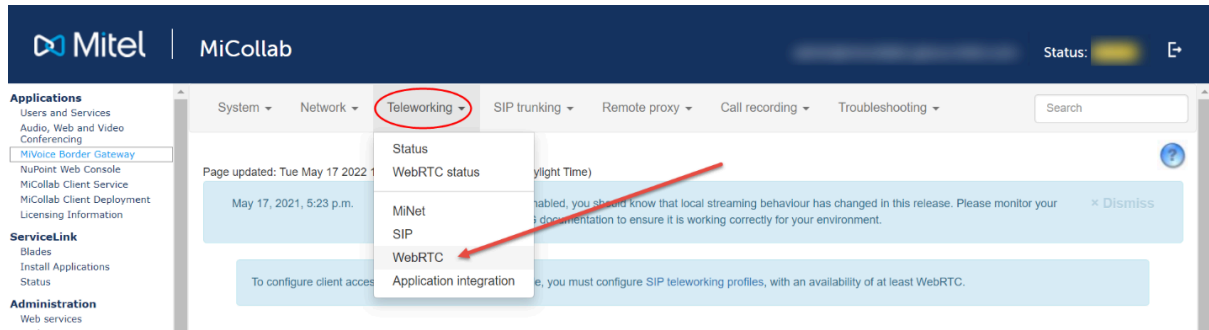 Mitel
MiCollab
Status:
Applications
Users and Services
Audio, Web and Video
Conferencing
MiVoice Border Gateway
NuPoint Web Console
MiCollab Client Service
MiCollab Client Deployment
Licensing Information
ServiceLink
Blades
Install Applications
Status
Administration
Web services
System Network Teleworking SIP trunking Remote proxy Call recording Troubleshooting
Search
Status
WebRTC status
MiNet
SIP
WebRTC
Application integration
?
Page updated: Tue May 17 2022 1 ylight Time)
May 17, 2021, 5:23 p.m. nabled, you should know that local streaming behaviour has changed in this release. Please monitor your × Dismiss
documentation to ensure it is working correctly for your environment.
To configure client acces e, you must configure SIP teleworking profiles, with an availability of at least WebRTC.